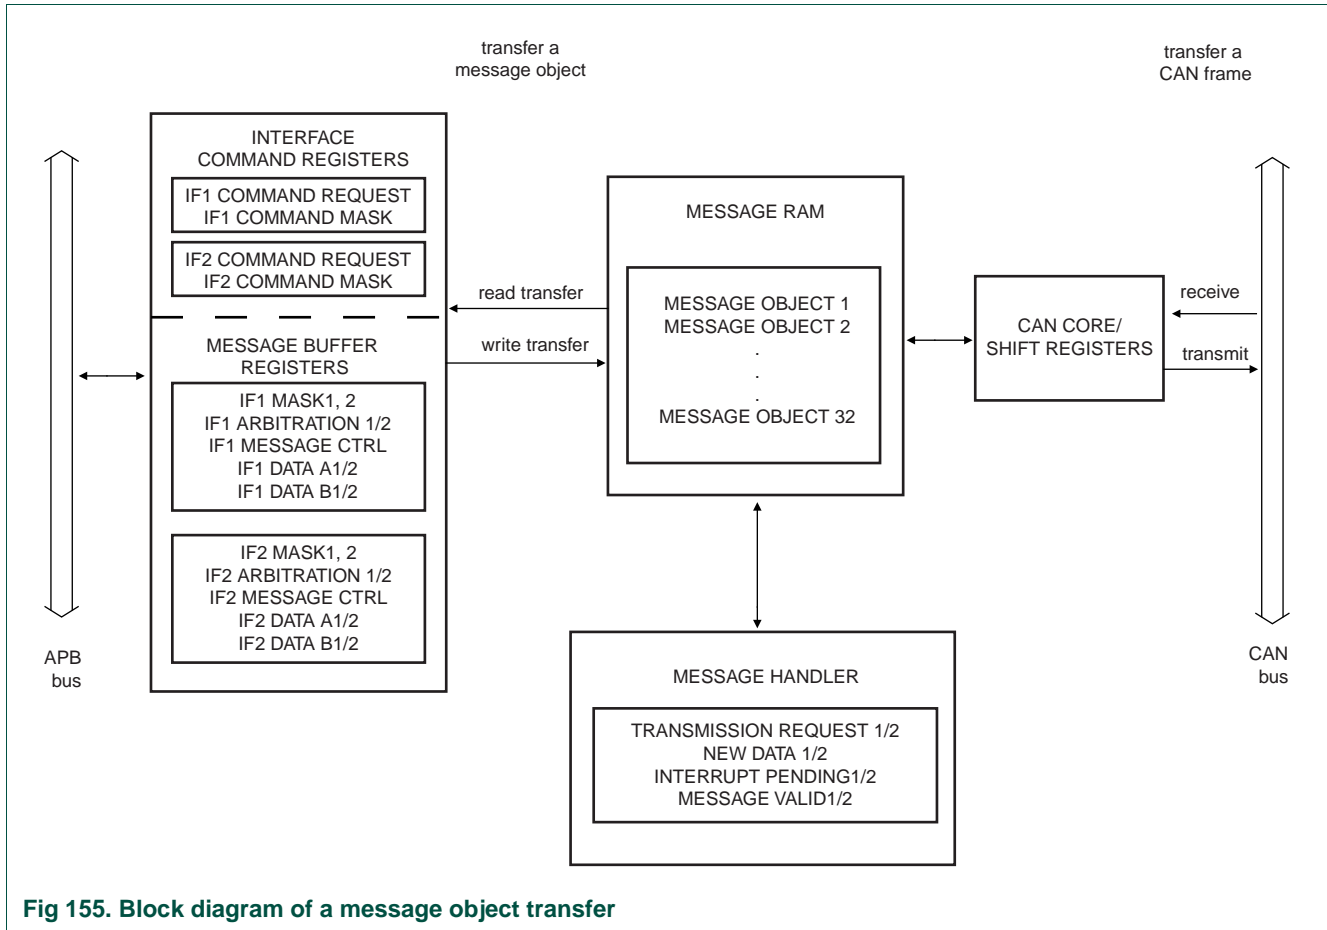 transfer a
message object
transfer a
CAN frame
INTERFACE
COMMAND REGISTERS
IF1 COMMAND REQUEST
IF1 COMMAND MASK
IF2 COMMAND REQUEST
IF2 COMMAND MASK
MESSAGE BUFFER
REGISTERS
IF1 MASK1, 2
IF1 ARBITRATION 1/2
IF1 MESSAGE CTRL
IF1 DATA A1/2
IF1 DATA B1/2
IF2 MASK1, 2
IF2 ARBITRATION 1/2
IF2 MESSAGE CTRL
IF2 DATA A1/2
IF2 DATA B1/2
APB
bus
read transfer
write transfer
MESSAGE RAM
MESSAGE OBJECT 1
MESSAGE OBJECT 2
.
.
.
MESSAGE OBJECT 32
CAN CORE/
SHIFT REGISTERS
receive
transmit
CAN
bus
MESSAGE HANDLER
TRANSMISSION REQUEST 1/2
NEW DATA 1/2
INTERRUPT PENDING1/2
MESSAGE VALID1/2
Fig 155. Block diagram of a message object transfer